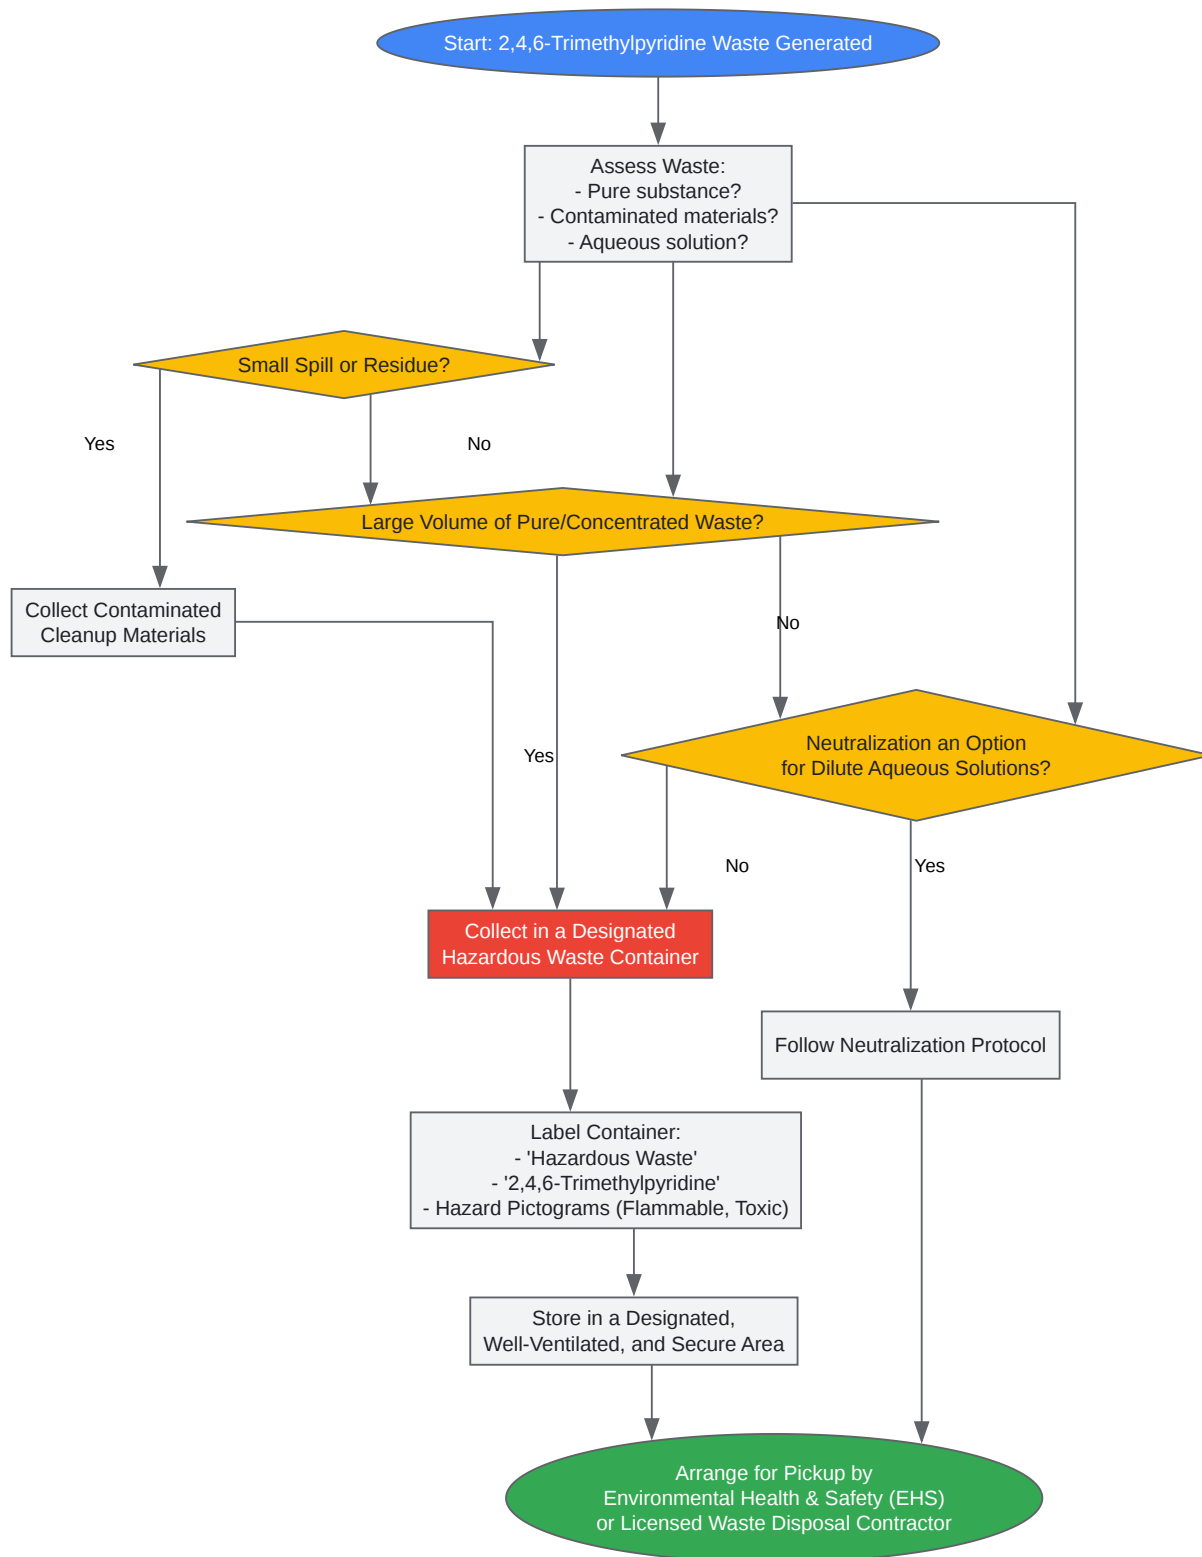 Start: 2,4,6-Trimethylpyridine Waste Generated
Assess Waste:
- Pure substance?
- Contaminated materials?
- Aqueous solution?
Small Spill or Residue?
Yes
No
Large Volume of Pure/Concentrated Waste?
Collect Contaminated
Cleanup Materials
No
Neutralization an Option
for Dilute Aqueous Solutions?
Yes
No
Yes
Collect in a Designated
Hazardous Waste Container
Follow Neutralization Protocol
Label Container:
- 'Hazardous Waste'
- '2,4,6-Trimethylpyridine'
- Hazard Pictograms (Flammable, Toxic)
Store in a Designated,
Well-Ventilated, and Secure Area
Arrange for Pickup by
Environmental Health & Safety (EHS)
or Licensed Waste Disposal Contractor